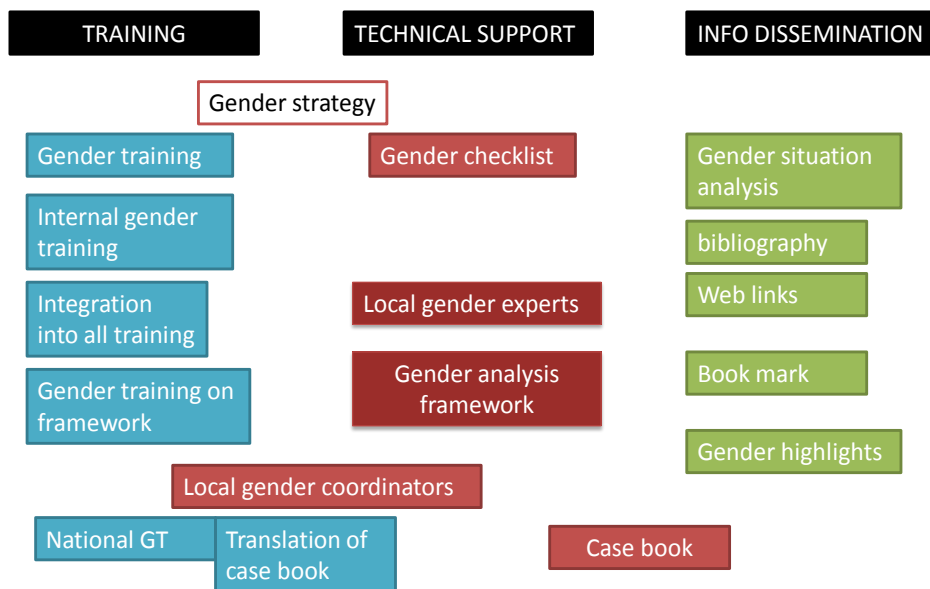 TRAINING
TECHNICAL SUPPORT
INFO DISSEMINATION
Gender strategy
Gender training
Gender checklist
Gender situation
analysis
Internal gender
training
bibliography
Integration
into all training
Local gender experts
Web links
Gender training on
framework
Gender analysis
framework
Book mark
Gender highlights
Local gender coordinators
National GT
Translation of
case book
Case book